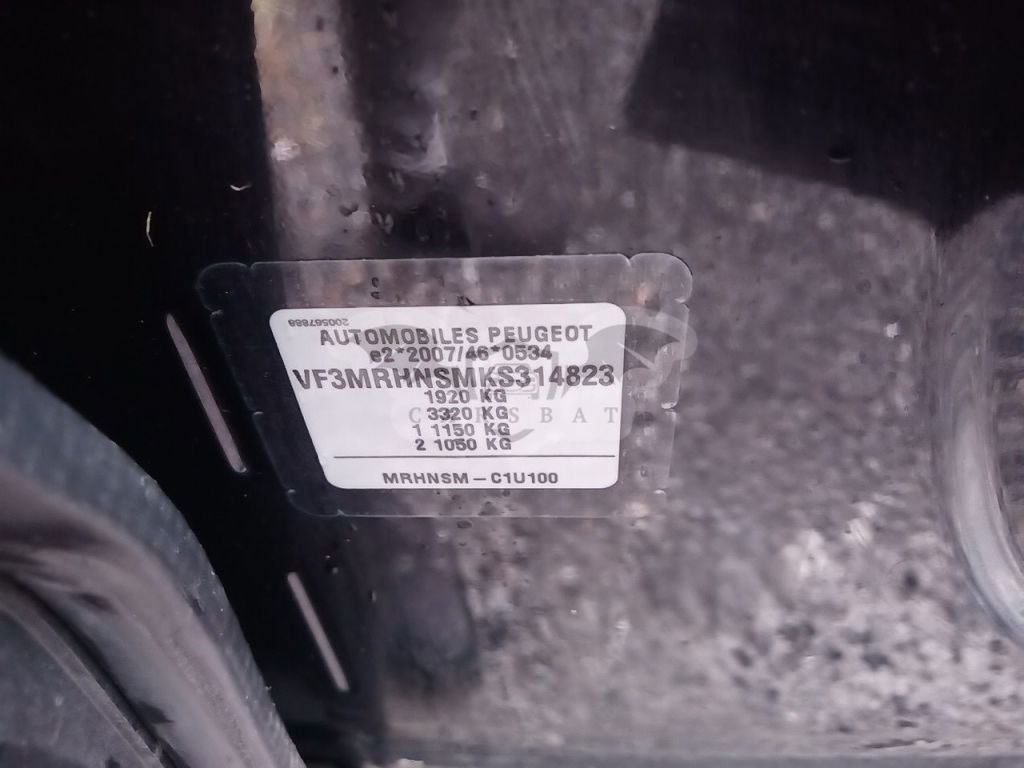 200567888
AUTOMOBILES PEUGEOT
e2*2007/46*0534
VF3MRHNSMKS314823
1920 KG
3320 KG
1 1150 KG
2 1050 KG
MRHNSM - C1U100